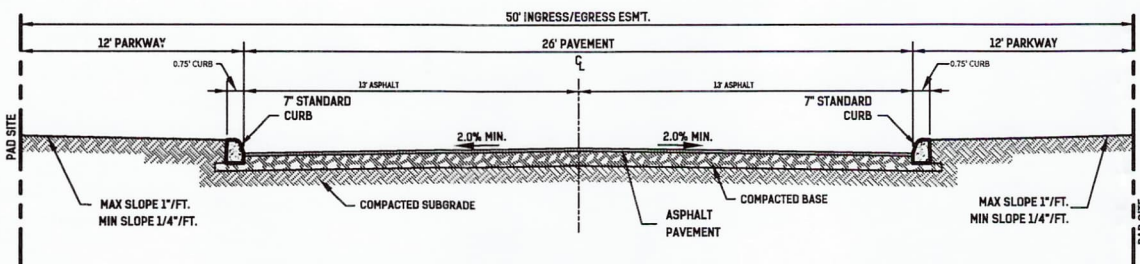 50' INGRESS/EGRESS ESM'T.
12' PARKWAY
26' PAVEMENT
12' PARKWAY
0.75' CURB
℄
0.75' CURB
13' ASPHALT
13' ASPHALT
7" STANDARD
CURB
7" STANDARD
CURB
PAD SITE
2.0% MIN.
2.0% MIN.
MAX SLOPE 1"/FT.
MIN SLOPE 1/4"/FT.
COMPACTED SUBGRADE
ASPHALT
PAVEMENT
COMPACTED BASE
MAX SLOPE 1"/FT.
MIN SLOPE 1/4"/FT.